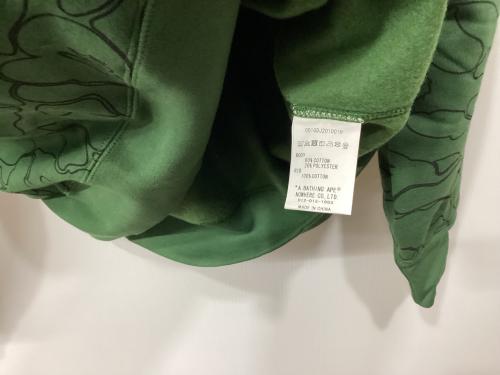 BODY
80% COTTON
20% POLYESTER
RIB
100% COTTON
"A BATHING APE®
NOWHERE CO., LTD.
MADE IN CHINA